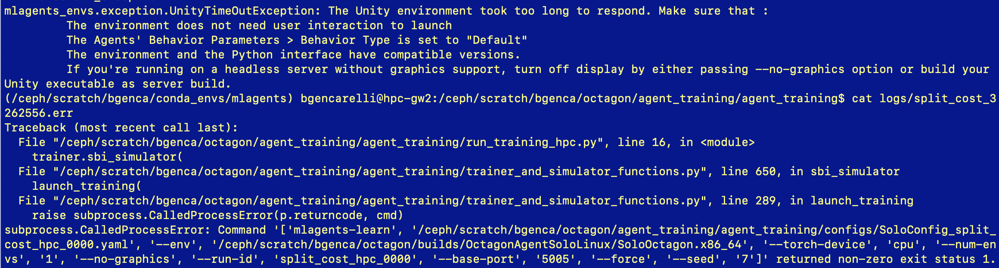 mlagents_envs.exception.UnityTimeOutException: The Unity environment took too long to respond. Make sure that :
         The environment does not need user interaction to launch
         The Agents' Behavior Parameters > Behavior Type is set to "Default"
         The environment and the Python interface have compatible versions.
         If you're running on a headless server without graphics support, turn off display by either passing --no-graphics option or build your
Unity executable as server build.
(/ceph/scratch/bgenca/conda_envs/mlagents) bgencarelli@hpc-gw2:/ceph/scratch/bgenca/octagon/agent_training/agent_training$ cat logs/split_cost_3
262556.err
Traceback (most recent call last):
  File "/ceph/scratch/bgenca/octagon/agent_training/agent_training/run_training_hpc.py", line 16, in <module>
    trainer.sbi_simulator(
  File "/ceph/scratch/bgenca/octagon/agent_training/agent_training/trainer_and_simulator_functions.py", line 650, in sbi_simulator
    launch_training(
  File "/ceph/scratch/bgenca/octagon/agent_training/agent_training/trainer_and_simulator_functions.py", line 289, in launch_training
    raise subprocess.CalledProcessError(p.returncode, cmd)
subprocess.CalledProcessError: Command '['mlagents-learn', '/ceph/scratch/bgenca/octagon/agent_training/agent_training/configs/SoloConfig_split_
cost_hpc_0000.yaml', '--env', '/ceph/scratch/bgenca/octagon/builds/OctagonAgentSoloLinux/SoloOctagon.x86_64', '--torch-device', 'cpu', '--num-en
vs', '1', '--no-graphics', '--run-id', 'split_cost_hpc_0000', '--base-port', '5005', '--force', '--seed', '7']' returned non-zero exit status 1.